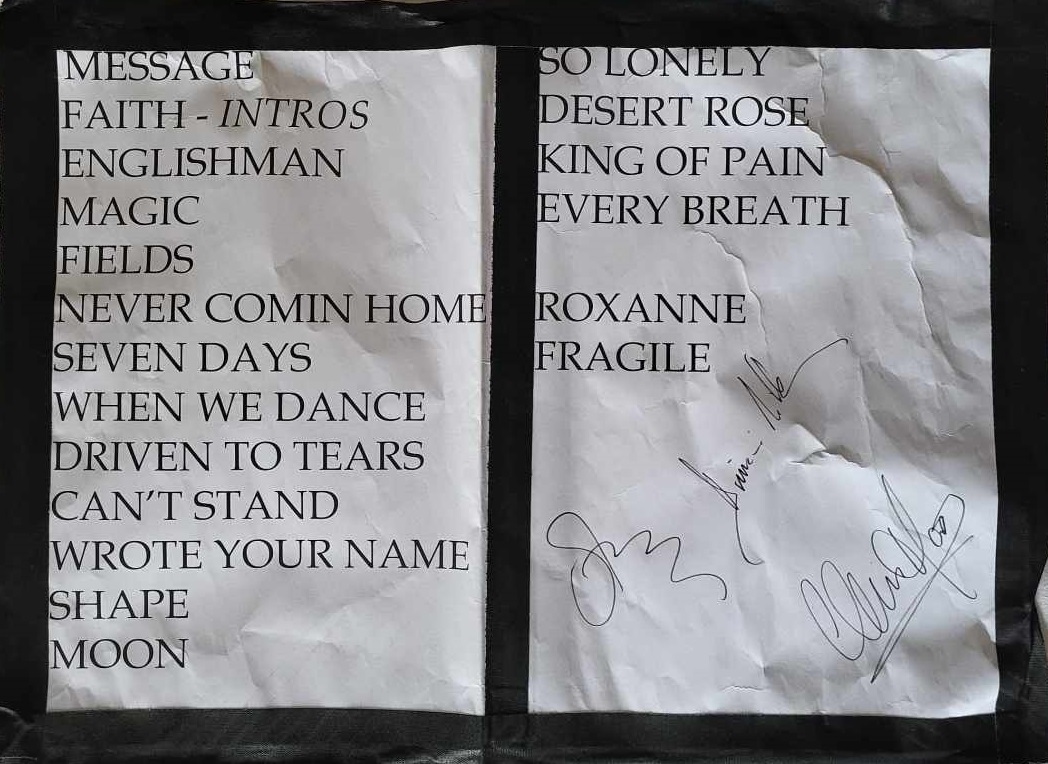 MESSAGE
FAITH - INTROS
ENGLISHMAN
MAGIC
FIELDS
NEVER COMIN HOME
SEVEN DAYS
WHEN WE DANCE
DRIVEN TO TEARS
CAN'T STAND
WROTE YOUR NAME
SHAPE
MOON
SO LONELY
DESERT ROSE
KING OF PAIN
EVERY BREATH
ROXANNE
FRAGILE